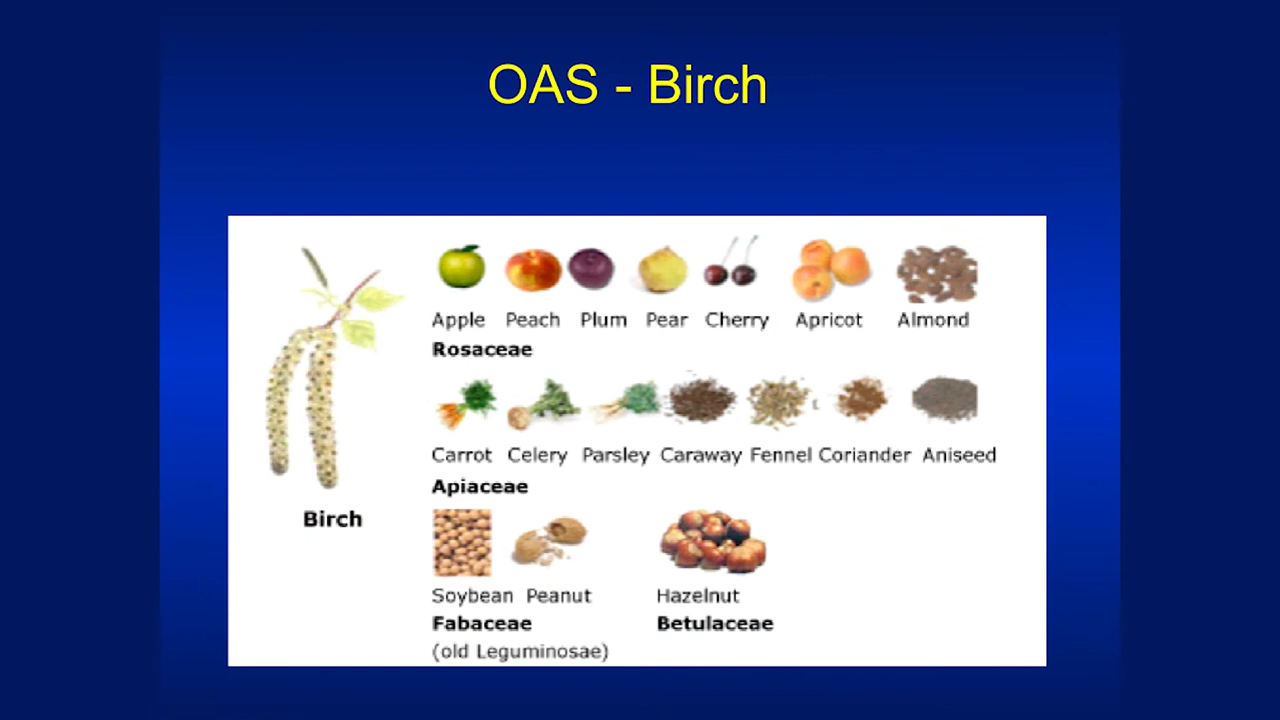 OAS - Birch
Apple Peach Plum Pear Cherry Apricot Almond
Rosaceae
Carrot Celery Parsley Caraway Fennel Coriander Aniseed
Apiaceae
Birch
Soybean Peanut Hazelnut
Fabaceae Betulaceae
(old Leguminosae)